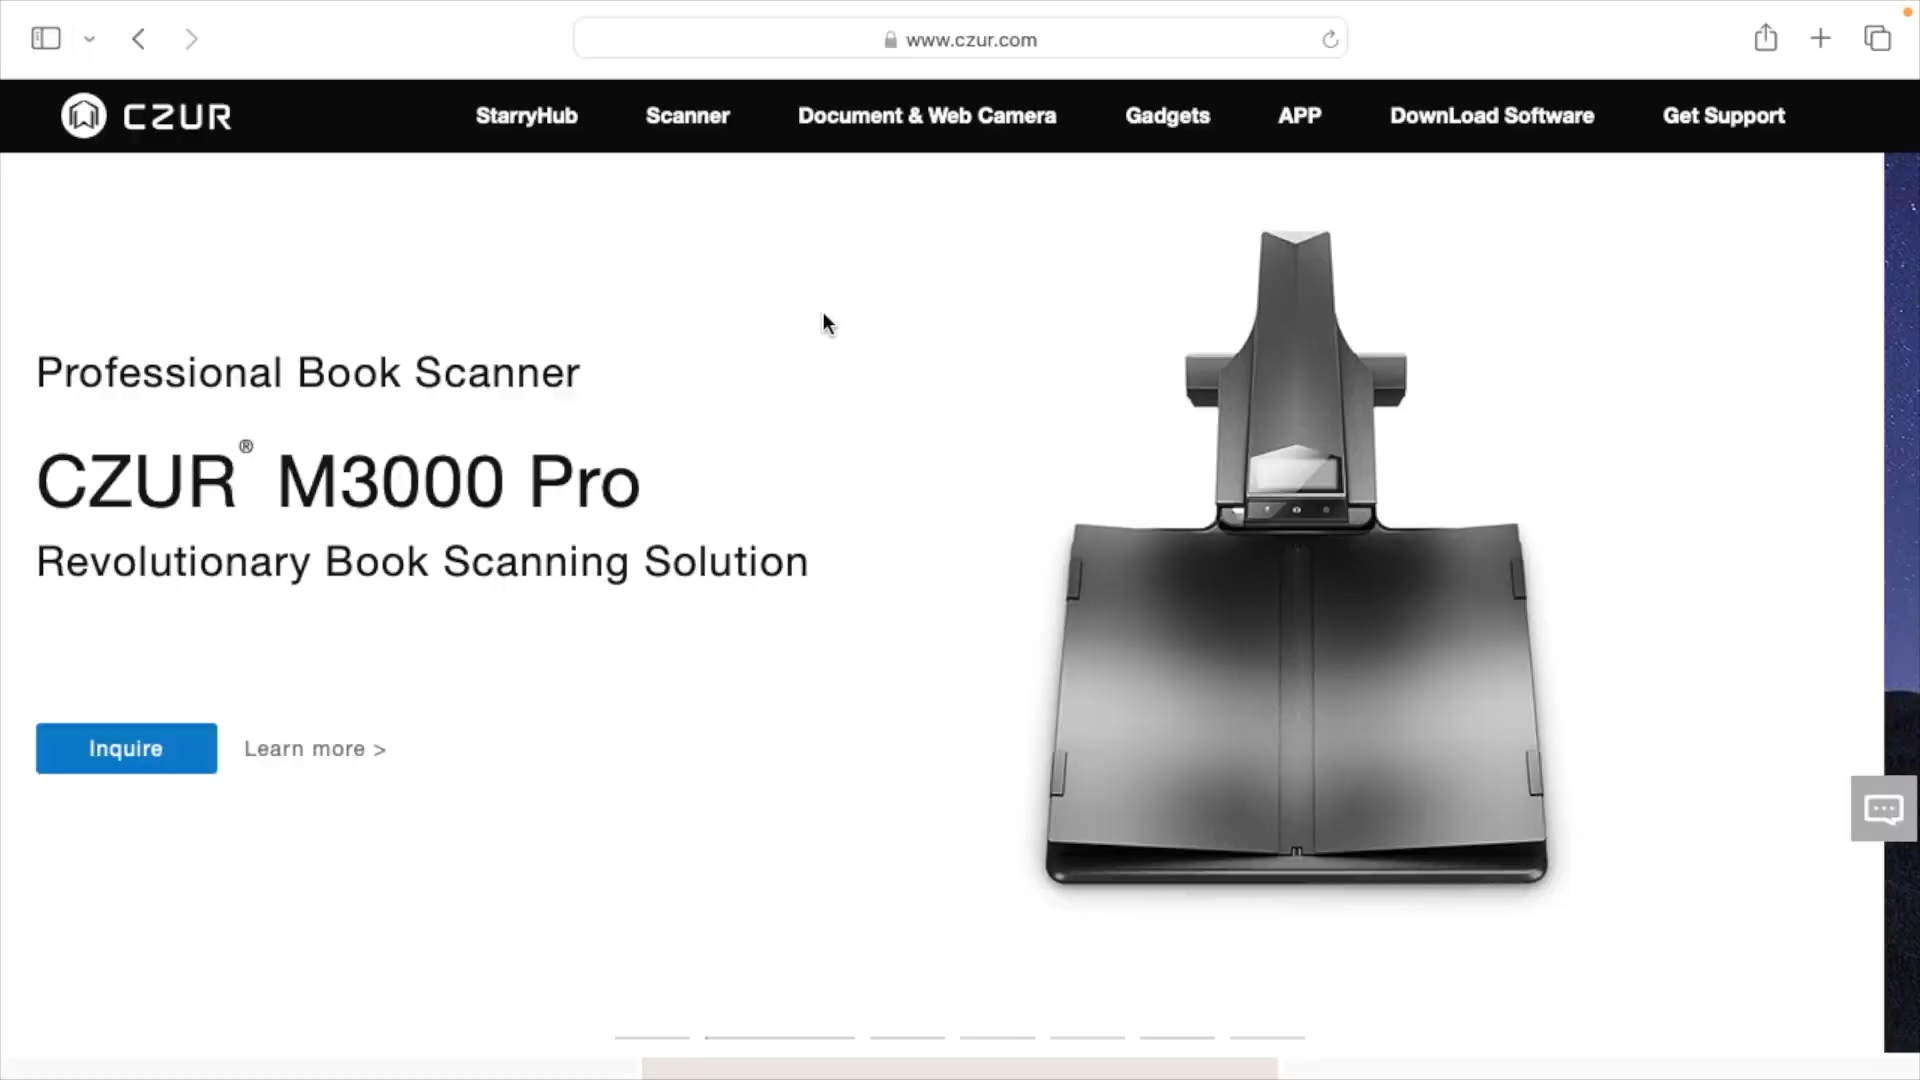 www.czur.com
CZUR
StarryHub
Scanner
Document & Web Camera
Gadgets
APP
DownLoad Software
Get Support
Professional Book Scanner
CZUR® M3000 Pro
Revolutionary Book Scanning Solution
Inquire
Learn more >